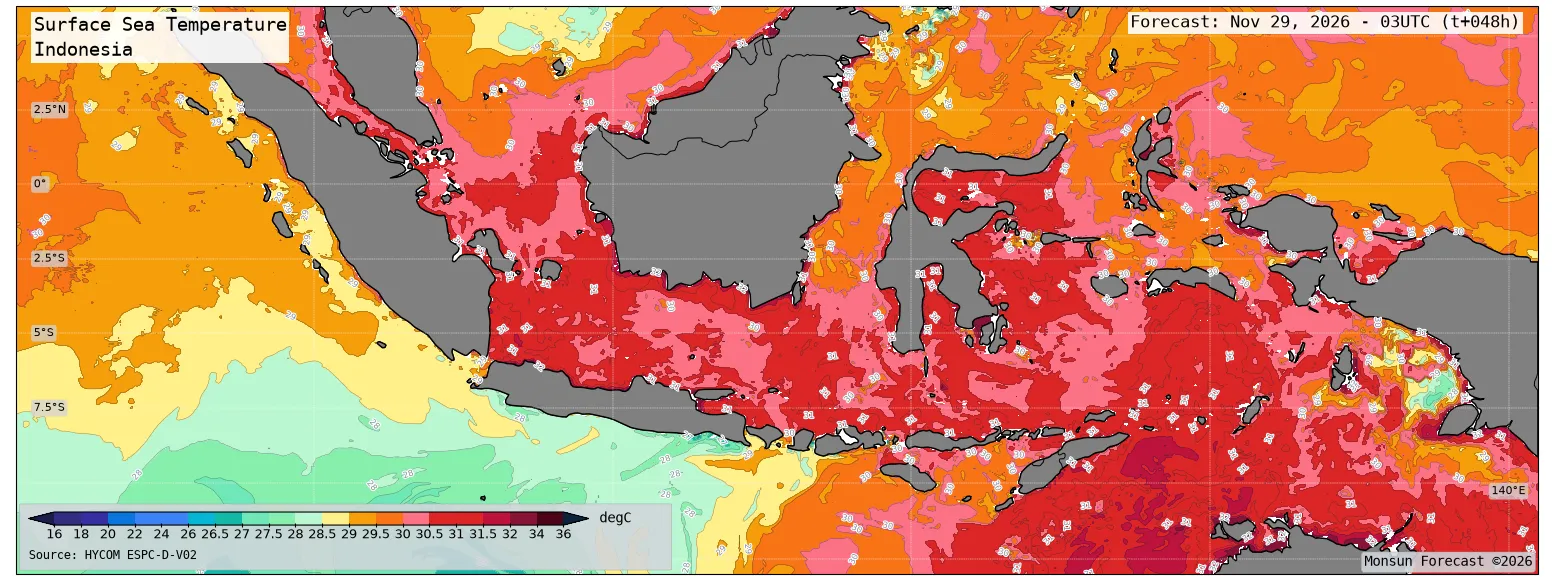 Surface Sea Temperature
Indonesia
Forecast: Nov 29, 2026 - 03UTC (t+048h)
2.5°N
0°
2.5°S
5°S
7.5°S
140°E
degC
16 18 20 22 24 26 26.5 27 27.5 28 28.5 29 29.5 30 30.5 31 31.5 32 34 36
Source: HYCOM ESPC-D-V02
Monsun Forecast ©2026